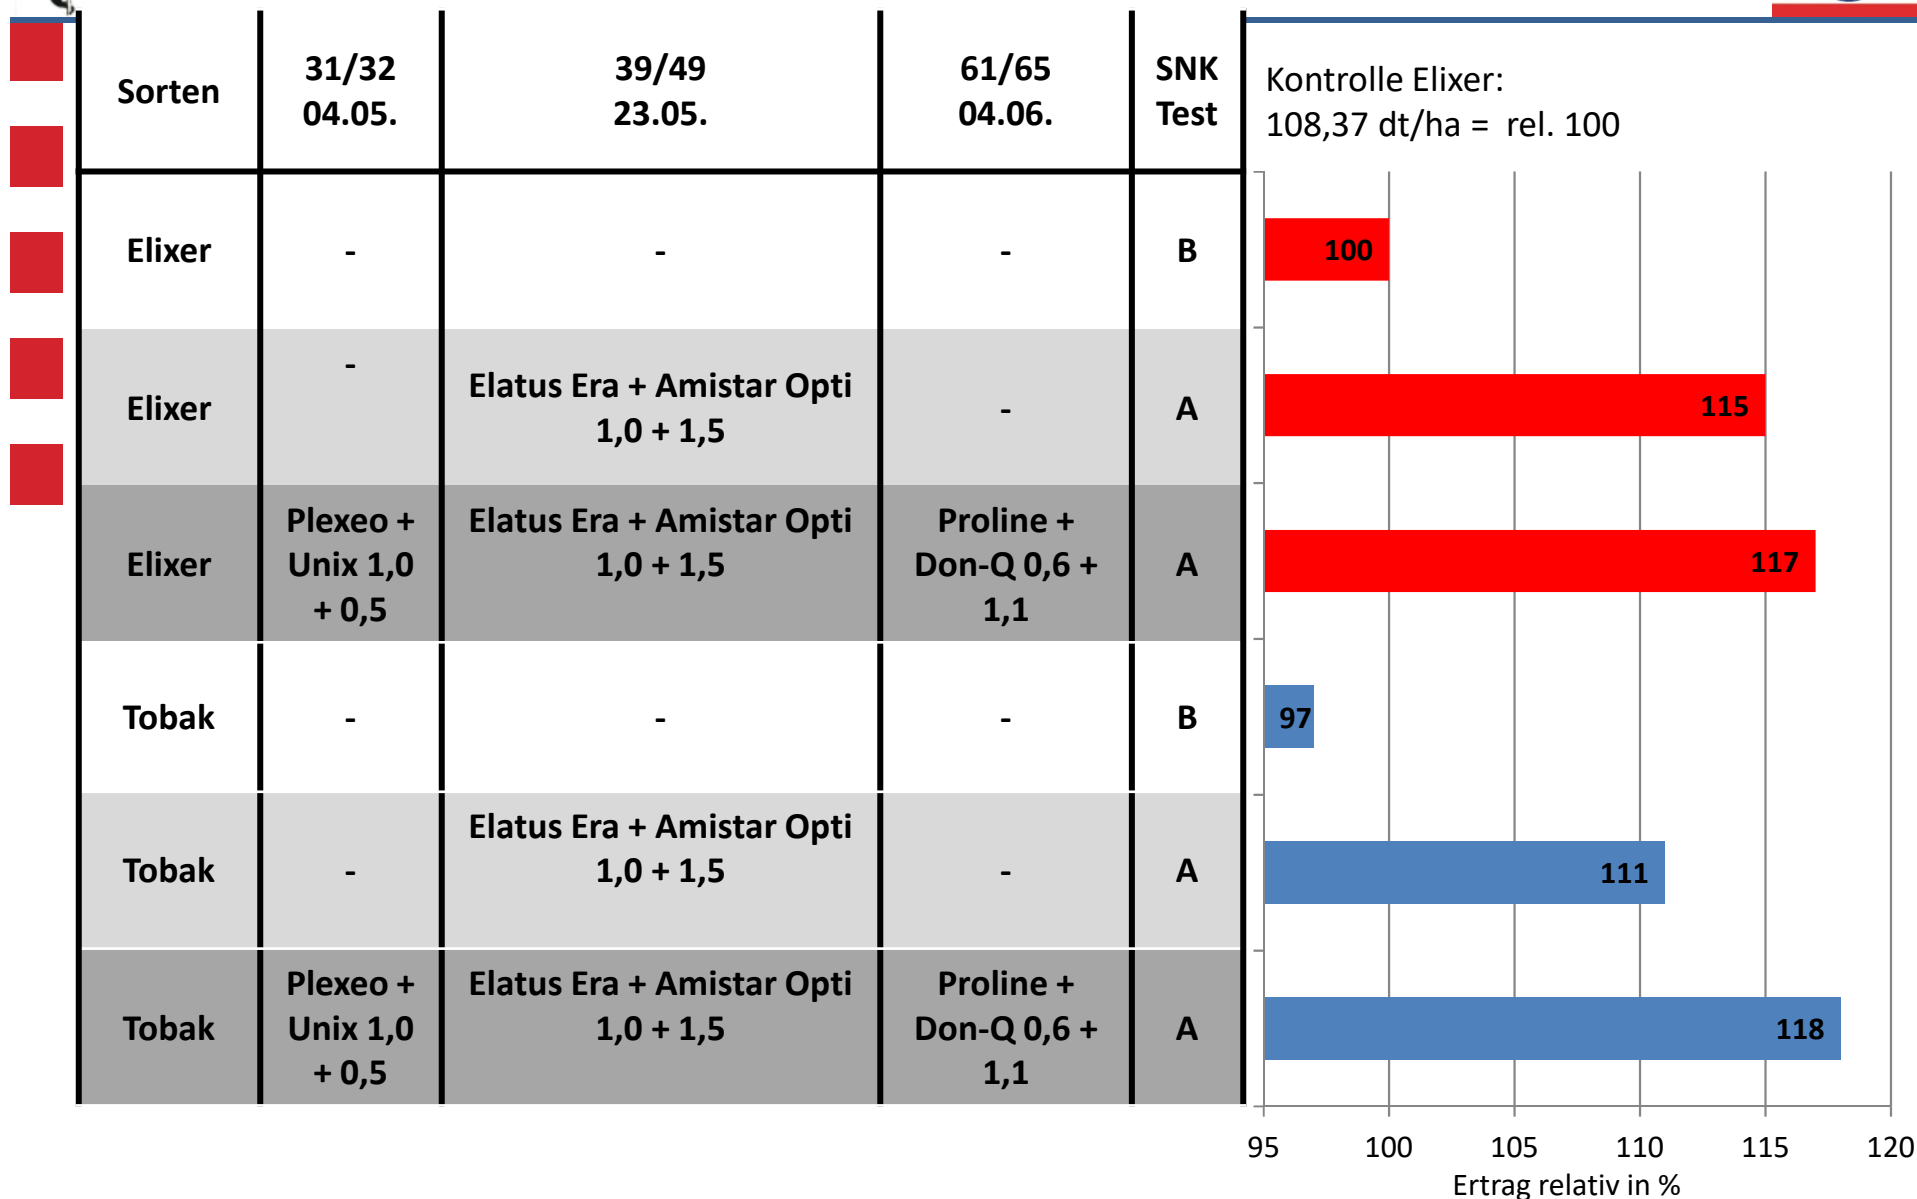 Sorten
31/32
04.05.
39/49
23.05.
61/65
04.06.
SNK
Test
Kontrolle Elixer:
108,37 dt/ha = rel. 100
Elixer
-
-
-
B
100
Elixer
-
Elatus Era + Amistar Opti
1,0 + 1,5
-
A
115
Elixer
Plexeo +
Unix 1,0
+ 0,5
Elatus Era + Amistar Opti
1,0 + 1,5
Proline +
Don-Q 0,6 +
1,1
A
117
Tobak
-
-
-
B
97
Tobak
-
Elatus Era + Amistar Opti
1,0 + 1,5
-
A
111
Tobak
Plexeo +
Unix 1,0
+ 0,5
Elatus Era + Amistar Opti
1,0 + 1,5
Proline +
Don-Q 0,6 +
1,1
A
118
95 100 105 110 115 120
Ertrag relativ in %